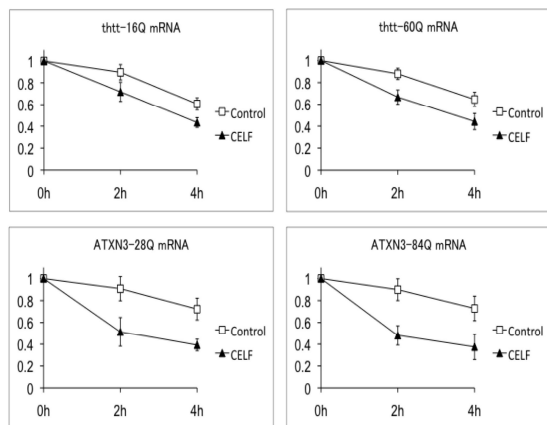 thtt-16Q mRNA
1
0.8
0.6
0.4
0.2
0
0h 2h 4h
Control
CELF
thtt-60Q mRNA
1
0.8
0.6
0.4
0.2
0
0h 2h 4h
Control
CELF
ATXN3-28Q mRNA
1
0.8
0.6
0.4
0.2
0
0h 2h 4h
Control
CELF
ATXN3-84Q mRNA
1
0.8
0.6
0.4
0.2
0
0h 2h 4h
Control
CELF